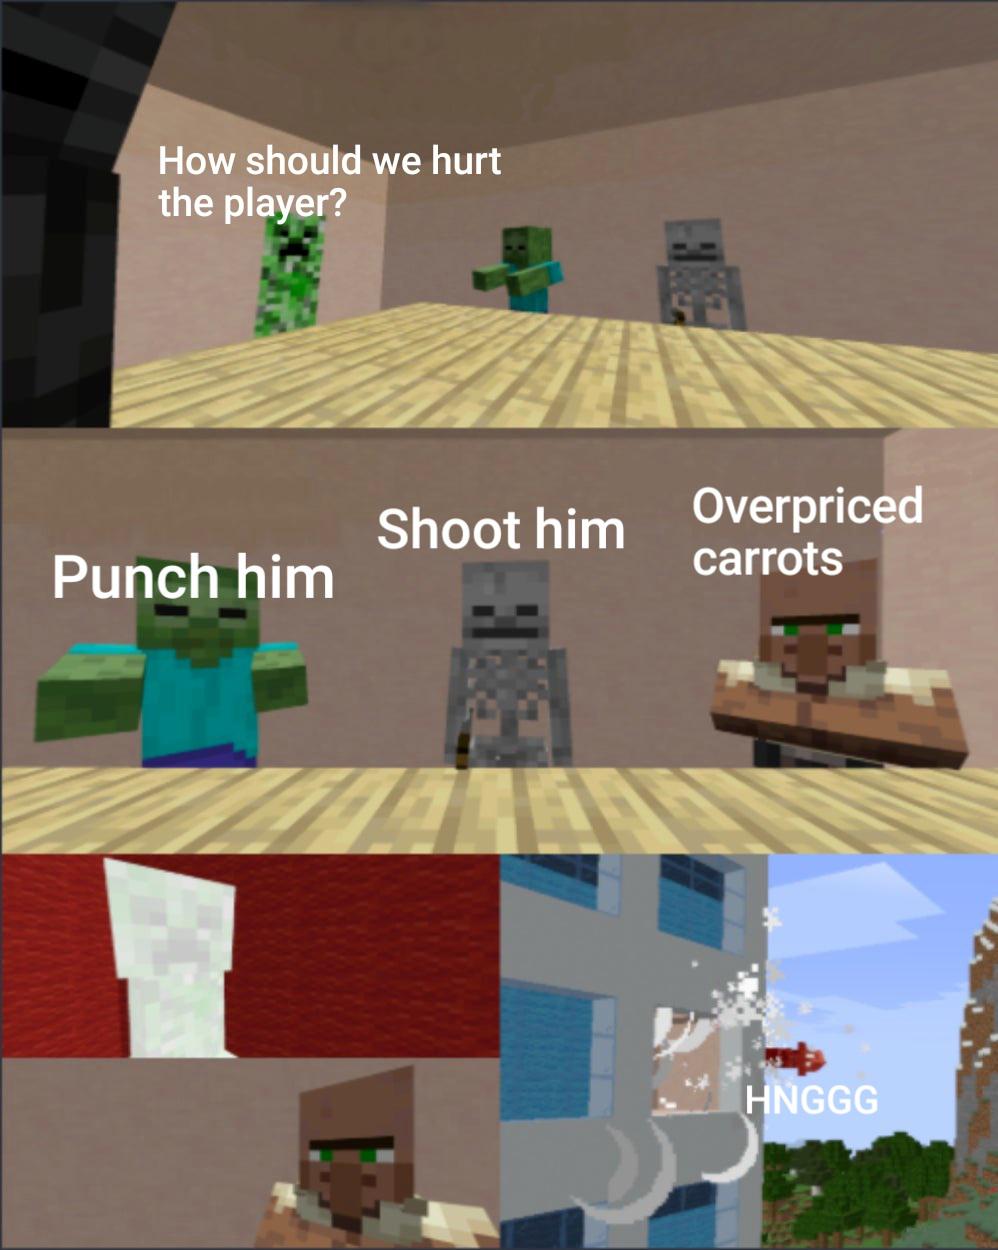 How should we hurt
the player?
Punch him
Shoot him
Overpriced
carrots
HNGGG